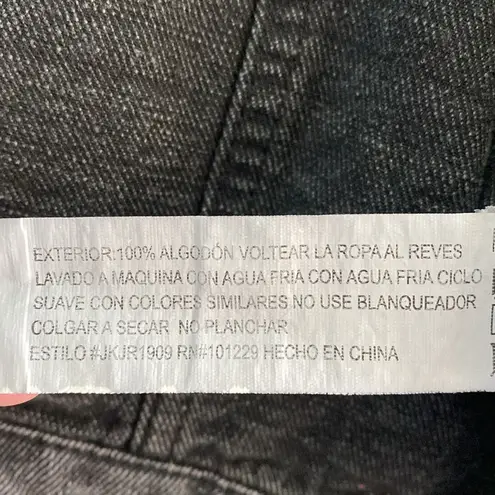 EXTERIOR:100% ALGODÓN VOLTEAR LA ROPA AL REVES
LAVADO A MAQUINA CON AGUA FRIA CON AGUA FRIA CICLO
SUAVE CON COLORES SIMILARES NO USE BLANQUEADOR
COLGAR A SECAR NO PLANCHAR
ESTILO #JKJR1909 RN#101229 HECHO EN CHINA